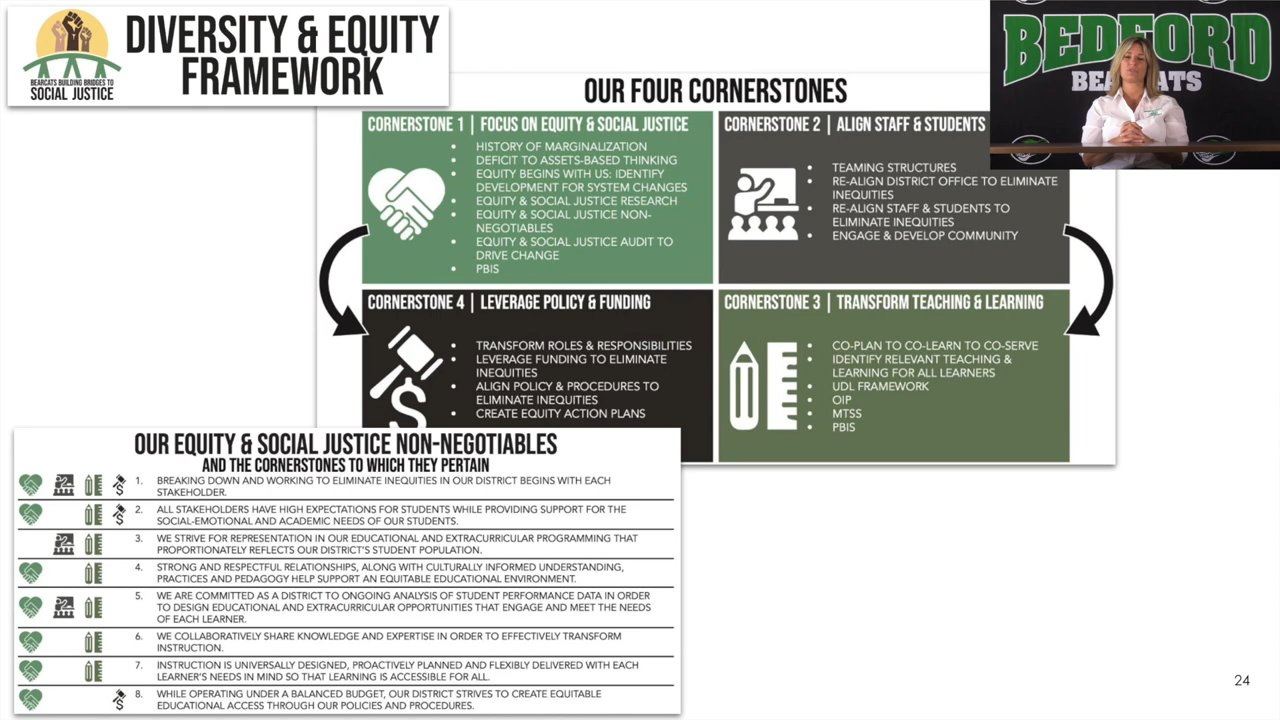 BEARCATS BUILDING BRIDGES TO
SOCIAL JUSTICE
DIVERSITY & EQUITY
FRAMEWORK
BEDFORD
BEARCATS
OUR FOUR CORNERSTONES
CORNERSTONE 1 | FOCUS ON EQUITY & SOCIAL JUSTICE
• HISTORY OF MARGINALIZATION
• DEFICIT TO ASSETS-BASED THINKING
• EQUITY BEGINS WITH US: IDENTIFY
DEVELOPMENT FOR SYSTEM CHANGES
• EQUITY & SOCIAL JUSTICE RESEARCH
• EQUITY & SOCIAL JUSTICE NON-
NEGOTIABLES
• EQUITY & SOCIAL JUSTICE AUDIT TO
DRIVE CHANGE
• PBIS
CORNERSTONE 2 | ALIGN STAFF & STUDENTS
• TEAMING STRUCTURES
• RE-ALIGN DISTRICT OFFICE TO ELIMINATE
INEQUITIES
• RE-ALIGN STAFF & STUDENTS TO
ELIMINATE INEQUITIES
• ENGAGE & DEVELOP COMMUNITY
CORNERSTONE 4 | LEVERAGE POLICY & FUNDING
• TRANSFORM ROLES & RESPONSIBILITIES
• LEVERAGE FUNDING TO ELIMINATE
INEQUITIES
• ALIGN POLICY & PROCEDURES TO
ELIMINATE INEQUITIES
• CREATE EQUITY ACTION PLANS
CORNERSTONE 3 | TRANSFORM TEACHING & LEARNING
• CO-PLAN TO CO-LEARN TO CO-SERVE
• IDENTIFY RELEVANT TEACHING &
LEARNING FOR ALL LEARNERS
• UDL FRAMEWORK
• OIP
• MTSS
• PBIS
OUR EQUITY & SOCIAL JUSTICE NON-NEGOTIABLES
AND THE CORNERSTONES TO WHICH THEY PERTAIN
1. BREAKING DOWN AND WORKING TO ELIMINATE INEQUITIES IN OUR DISTRICT BEGINS WITH EACH
STAKEHOLDER.
2. ALL STAKEHOLDERS HAVE HIGH EXPECTATIONS FOR STUDENTS WHILE PROVIDING SUPPORT FOR THE
SOCIAL-EMOTIONAL AND ACADEMIC NEEDS OF OUR STUDENTS.
3. WE STRIVE FOR REPRESENTATION IN OUR EDUCATIONAL AND EXTRACURRICULAR PROGRAMMING THAT
PROPORTIONATELY REFLECTS OUR DISTRICT'S STUDENT POPULATION.
4. STRONG AND RESPECTFUL RELATIONSHIPS, ALONG WITH CULTURALLY INFORMED UNDERSTANDING,
PRACTICES AND PEDAGOGY HELP SUPPORT AN EQUITABLE EDUCATIONAL ENVIRONMENT.
5. WE ARE COMMITTED AS A DISTRICT TO ONGOING ANALYSIS OF STUDENT PERFORMANCE DATA IN ORDER
TO DESIGN EDUCATIONAL AND EXTRACURRICULAR OPPORTUNITIES THAT ENGAGE AND MEET THE NEEDS
OF EACH LEARNER.
6. WE COLLABORATIVELY SHARE KNOWLEDGE AND EXPERTISE IN ORDER TO EFFECTIVELY TRANSFORM
INSTRUCTION.
7. INSTRUCTION IS UNIVERSALLY DESIGNED, PROACTIVELY PLANNED AND FLEXIBLY DELIVERED WITH EACH
LEARNER'S NEEDS IN MIND SO THAT LEARNING IS ACCESSIBLE FOR ALL.
8. WHILE OPERATING UNDER A BALANCED BUDGET, OUR DISTRICT STRIVES TO CREATE EQUITABLE
EDUCATIONAL ACCESS THROUGH OUR POLICIES AND PROCEDURES.
24